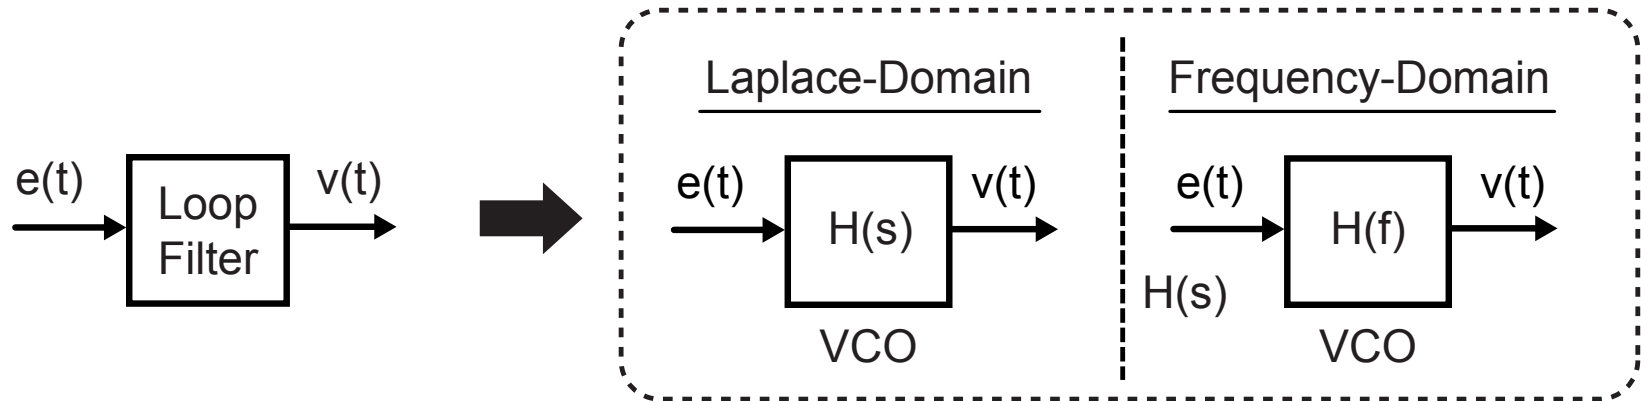 Laplace-Domain
Frequency-Domain
e(t)
Loop
Filter
v(t)
e(t)
H(s)
v(t)
VCO
e(t)
H(f)
v(t)
H(s)
VCO